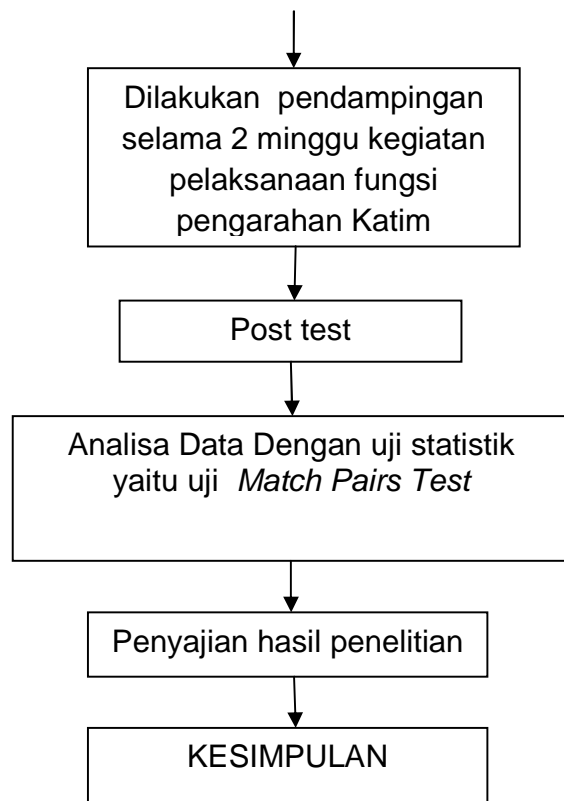 Dilakukan pendampingan
selama 2 minggu kegiatan
pelaksanaan fungsi
pengarahan Katim
Post test
Analisa Data Dengan uji statistik
yaitu uji Match Pairs Test
Penyajian hasil penelitian
KESIMPULAN